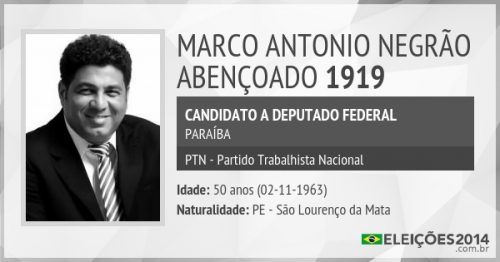 MARCO ANTONIO NEGRÃO
ABENÇOADO 1919
CANDIDATO A DEPUTADO FEDERAL
PARAÍBA
PTN - Partido Trabalhista Nacional
Idade: 50 anos (02-11-1963)
Naturalidade: PE - São Lourenço da Mata
ELEIÇÕES2014
.com.br